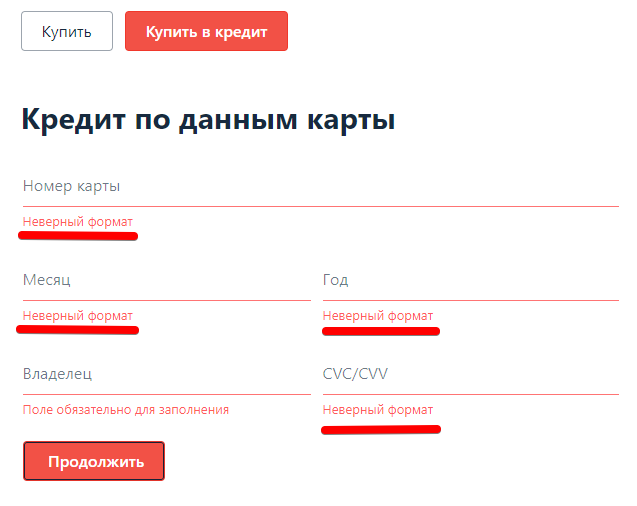 Купить Купить в кредит
Кредит по данным карты
Номер карты
Неверный формат
Месяц Год
Неверный формат Неверный формат
Владелец CVC/CVV
Поле обязательно для заполнения Неверный формат
Продолжить